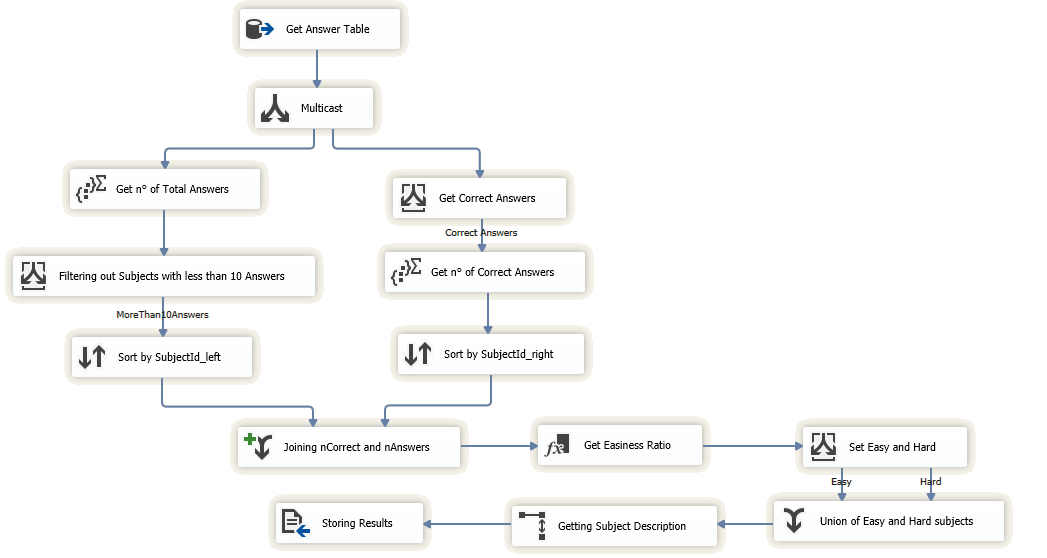 Get Answer Table
Multicast
Get n° of Total Answers
Get Correct Answers
Correct Answers
Get n° of Correct Answers
Filtering out Subjects with less than 10 Answers
MoreThan10Answers
Sort by SubjectId_left
Sort by SubjectId_right
Joining nCorrect and nAnswers
Get Easiness Ratio
Set Easy and Hard
Easy
Hard
Union of Easy and Hard subjects
Getting Subject Description
Storing Results